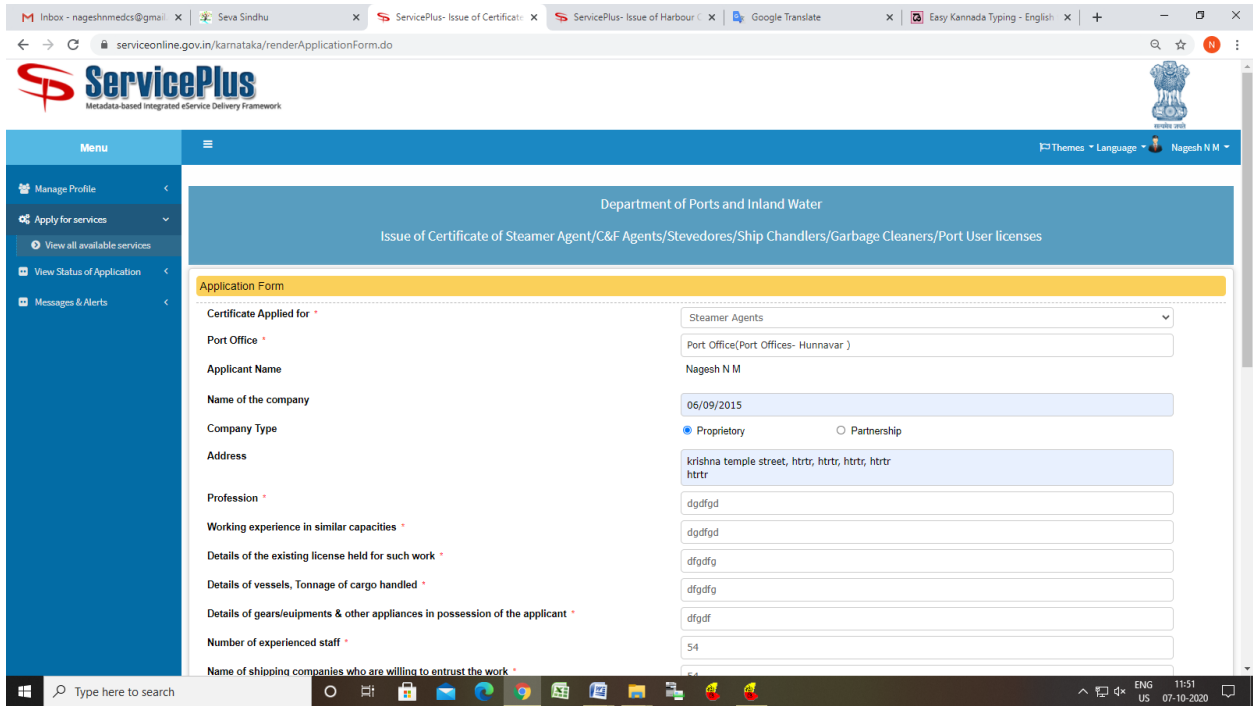 Inbox - nageshnmedcs@gmail.
Seva Sindhu
ServicePlus- Issue of Certificate
ServicePlus- Issue of Harbour C
Google Translate
Easy Kannada Typing - English
serviceonline.gov.in/karnataka/renderApplicationForm.do
N
ServicePlus
Metadata-based Integrated eService Delivery Framework
सत्यमेव जयते
Menu
Themes Language Nagesh N M
Manage Profile
Apply for services
View all available services
View Status of Application
Messages & Alerts
Department of Ports and Inland Water
Issue of Certificate of Steamer Agent/C&F Agents/Stevedores/Ship Chandlers/Garbage Cleaners/Port User licenses
Application Form
Certificate Applied for * Steamer Agents
Port Office * Port Office(Port Offices- Hunnavar )
Applicant Name Nagesh N M
Name of the company 06/09/2015
Company Type Proprietory Partnership
Address krishna temple street, htrtr, htrtr, htrtr, htrtr
htrtr
Profession * dgdfgd
Working experience in similar capacities * dgdfgd
Details of the existing license held for such work * dfgdfg
Details of vessels, Tonnage of cargo handled * dfgdfg
Details of gears/euipments & other appliances in possession of the applicant * dfgdf
Number of experienced staff * 54
Name of shipping companies who are willing to entrust the work * 54
Type here to search
ENG 11:51
US 07-10-2020